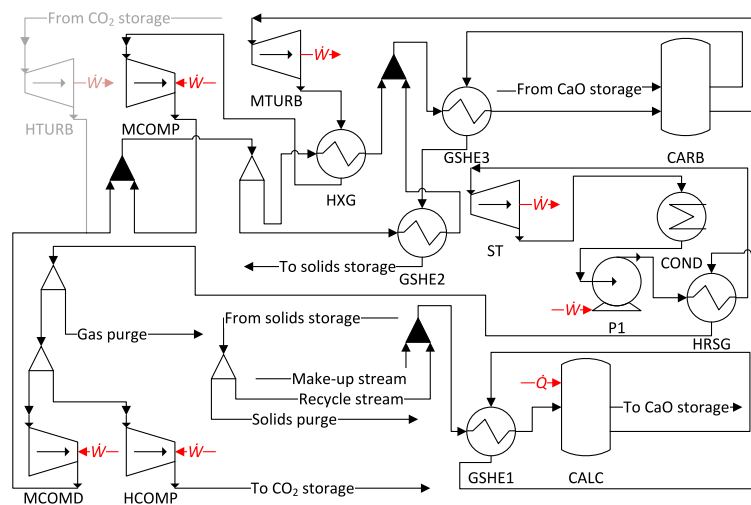 From CO₂ storage
Ẇ
Ẇ
Ẇ
HTURB
MCOMP
MTURB
From CaO storage
HXG
GSHE3
CARB
Ẇ
ST
COND
To solids storage
GSHE2
Ẇ
P1
HRSG
Gas purge
From solids storage
Make-up stream
Recycle stream
Solids purge
Q̇
To CaO storage
Ẇ
Ẇ
MCOMD
HCOMP
To CO₂ storage
GSHE1
CALC